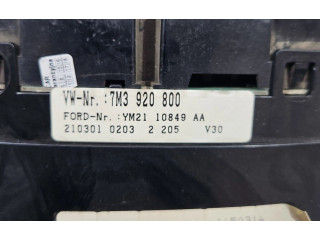 VW-Nr.:7M3 920 800
FORD-Nr.:YM21 10849 AA
210301 0203 2 205 V30